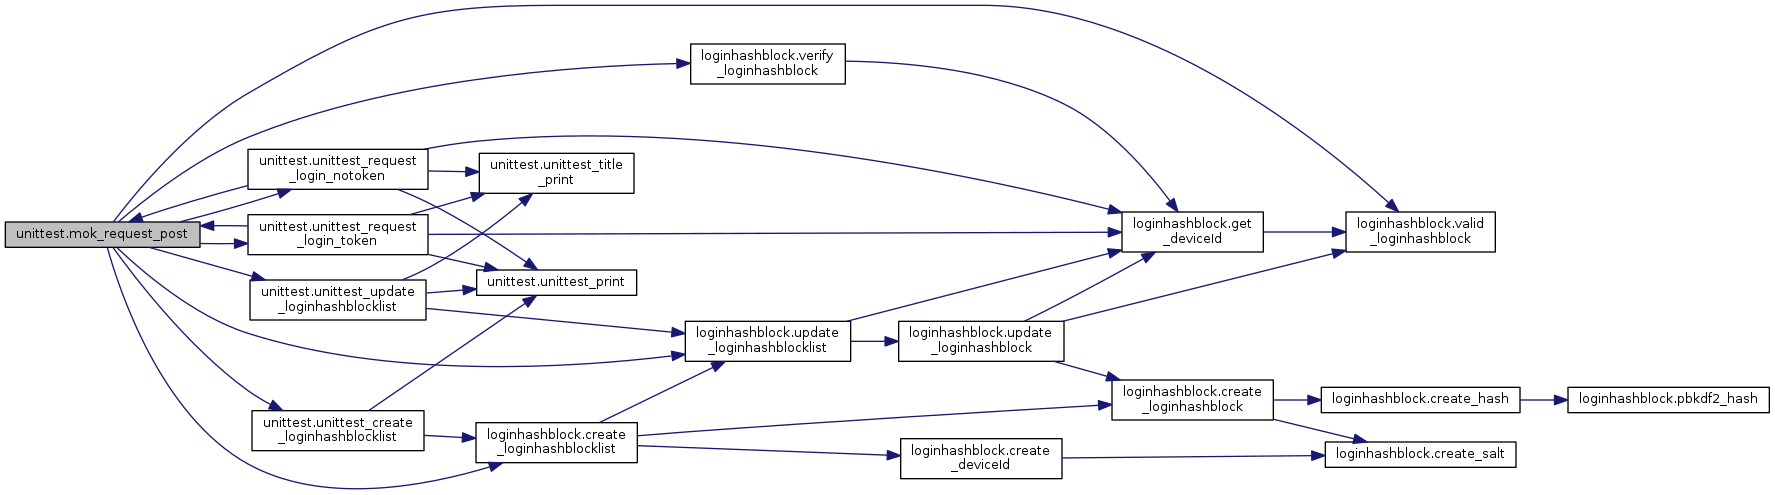 loginhashblock.verify
_loginhashblock
unittest.unittest_request
_login_notoken
unittest.unittest_title
_print
unittest.mok_request_post
unittest.unittest_request
_login_token
loginhashblock.get
_deviceId
loginhashblock.valid
_loginhashblock
unittest.unittest_update
_loginhashblocklist
unittest.unittest_print
loginhashblock.update
_loginhashblocklist
loginhashblock.update
_loginhashblock
loginhashblock.create
_loginhashblock
loginhashblock.create_hash
loginhashblock.pbkdf2_hash
unittest.unittest_create
_loginhashblocklist
loginhashblock.create
_loginhashblocklist
loginhashblock.create
_deviceId
loginhashblock.create_salt